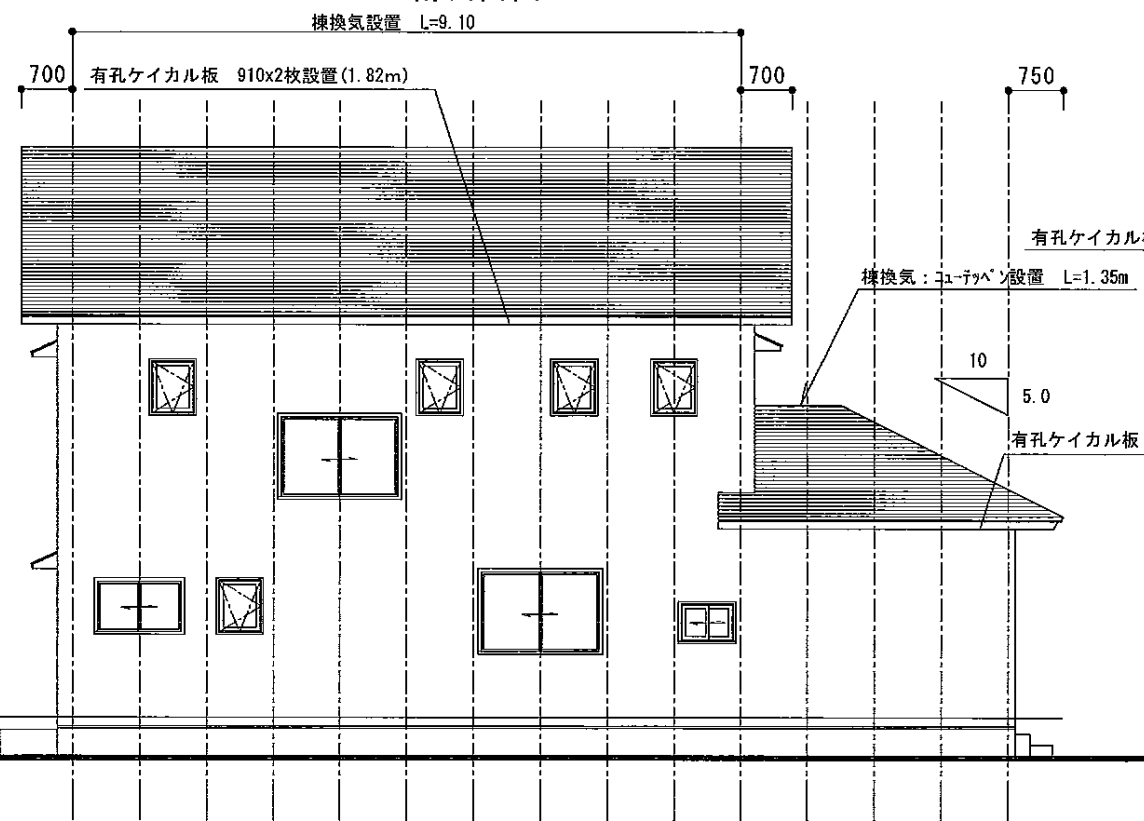 棟換気設置 L=9.10
700
有孔ケイカル板 910x2枚設置(1.82m)
700
750
有孔ケイカル
棟換気：ニューテッペン設置 L=1.35m
10
5.0
有孔ケイカル板